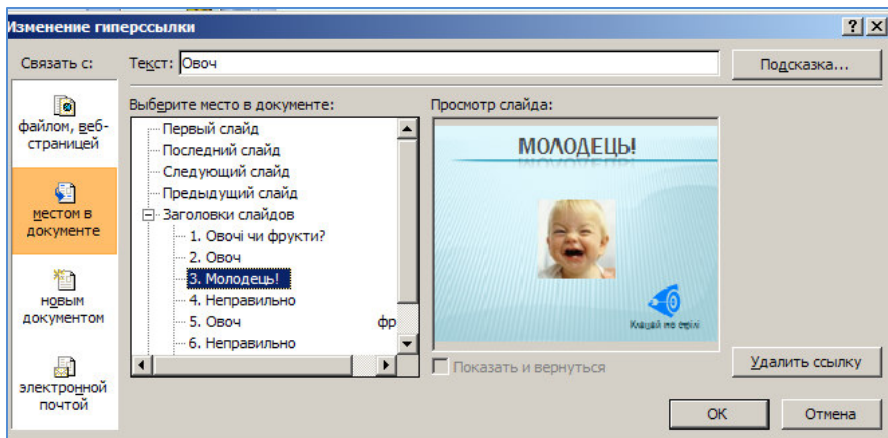 Изменение гиперссылки
Связать с:
Текст: Овоч
Подсказка...
файлом, веб-
страницей
местом в
документе
новым
документом
электронной
почтой
Выберите место в документе:
Первый слайд
Последний слайд
Следующий слайд
Предыдущий слайд
Заголовки слайдов
1. Овочі чи фрукти?
2. Овоч
3. Молодець!
4. Неправильно
5. Овоч фр
6. Неправильно
Просмотр слайда:
МОЛОДЕЦЬ!
Клацай по стрілі
Показать и вернуться
Удалить ссылку
ОК
Отмена